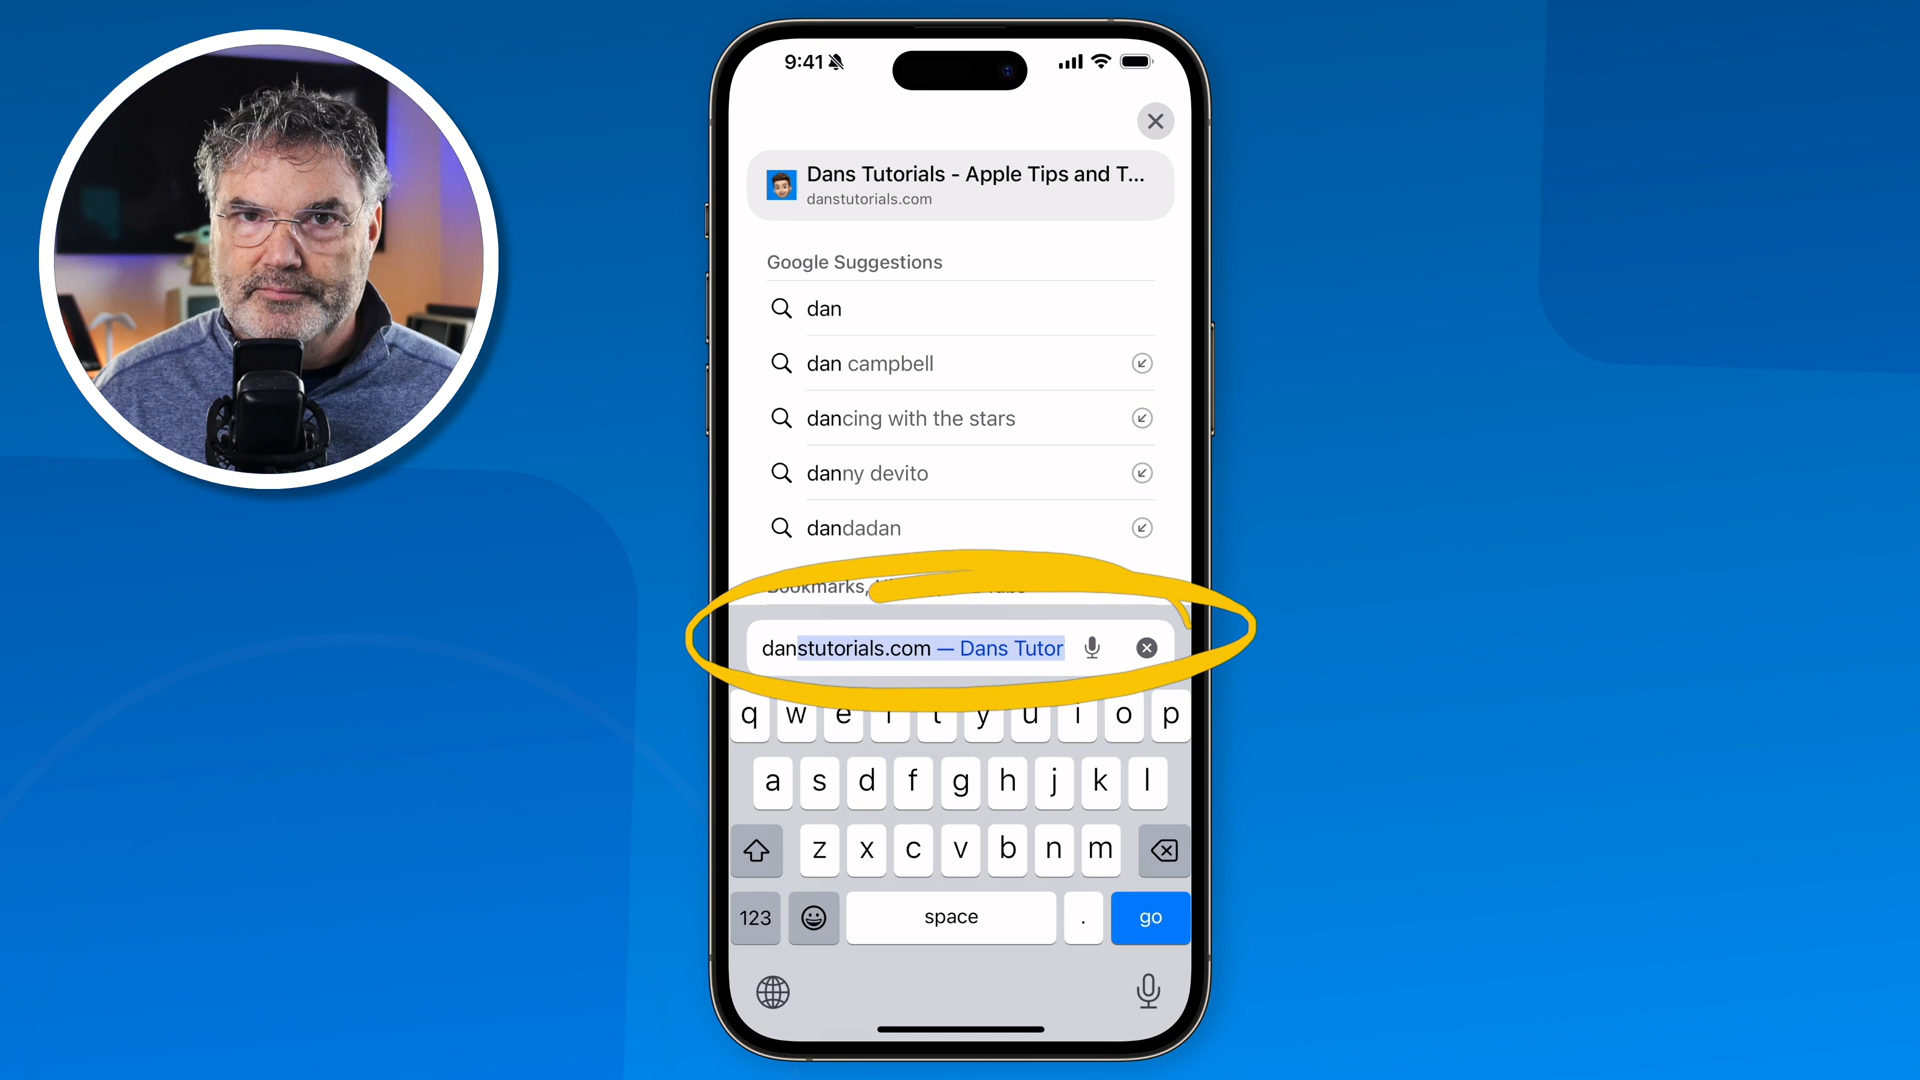 9:41
Dans Tutorials - Apple Tips and T...
danstutorials.com
Google Suggestions
dan
dan campbell
dancing with the stars
danny devito
dandadan
Bookmarks,
danstutorials.com — Dans Tutor
q w e r t y u i o p
a s d f g h j k l
z x c v b n m
123 space . go